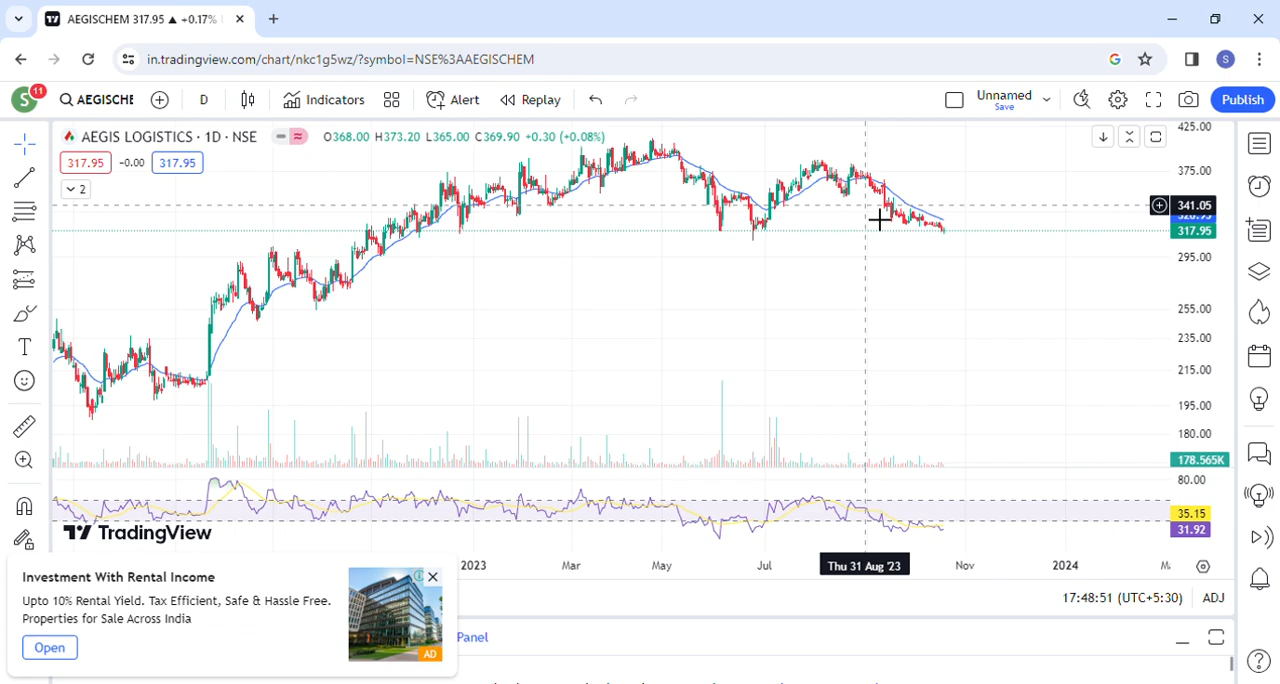 AEGISCHEM 317.95 ▲ +0.17%
in.tradingview.com/chart/nkc1g5wz/?symbol=NSE%3AAEGISCHEM
S 11 AEGISCHE D Indicators Alert Replay Unnamed Save Publish
AEGIS LOGISTICS · 1D · NSE O368.00 H373.20 L365.00 C369.90 +0.30 (+0.08%)
317.95 −0.00 317.95
2
425.00
375.00
341.05
317.95
295.00
255.00
235.00
215.00
195.00
180.00
178.565K
80.00
35.15
31.92
TradingView
2023 Mar May Jul Thu 31 Aug '23 Nov 2024
17:48:51 (UTC+5:30) ADJ
Investment With Rental Income
Upto 10% Rental Yield. Tax Efficient, Safe & Hassle Free.
Properties for Sale Across India
Open
AD
Panel